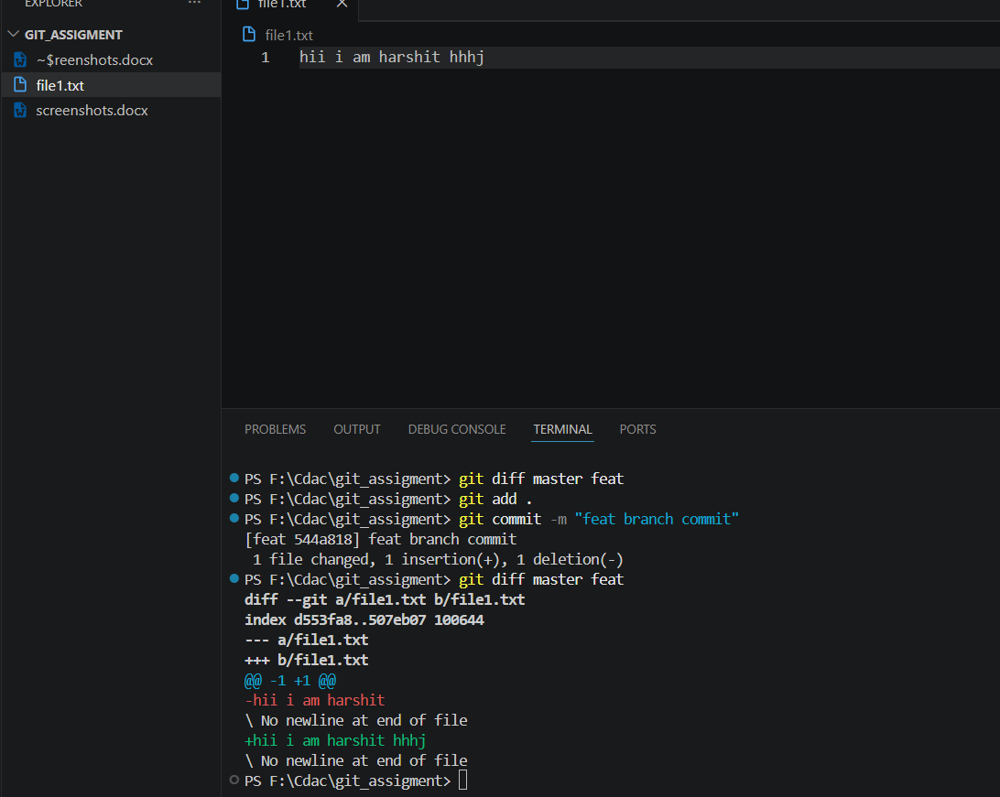 EXPLORER
···
file1.txt
GIT_ASSIGMENT
~$reenshots.docx
file1.txt
screenshots.docx
file1.txt
1 hii i am harshit hhhj
PROBLEMS OUTPUT DEBUG CONSOLE TERMINAL PORTS
PS F:\Cdac\git_assigment> git diff master feat
PS F:\Cdac\git_assigment> git add .
PS F:\Cdac\git_assigment> git commit -m "feat branch commit"
[feat 544a818] feat branch commit
 1 file changed, 1 insertion(+), 1 deletion(-)
PS F:\Cdac\git_assigment> git diff master feat
diff --git a/file1.txt b/file1.txt
index d553fa8..507eb07 100644
--- a/file1.txt
+++ b/file1.txt
@@ -1 +1 @@
-hii i am harshit
\ No newline at end of file
+hii i am harshit hhhj
\ No newline at end of file
PS F:\Cdac\git_assigment>